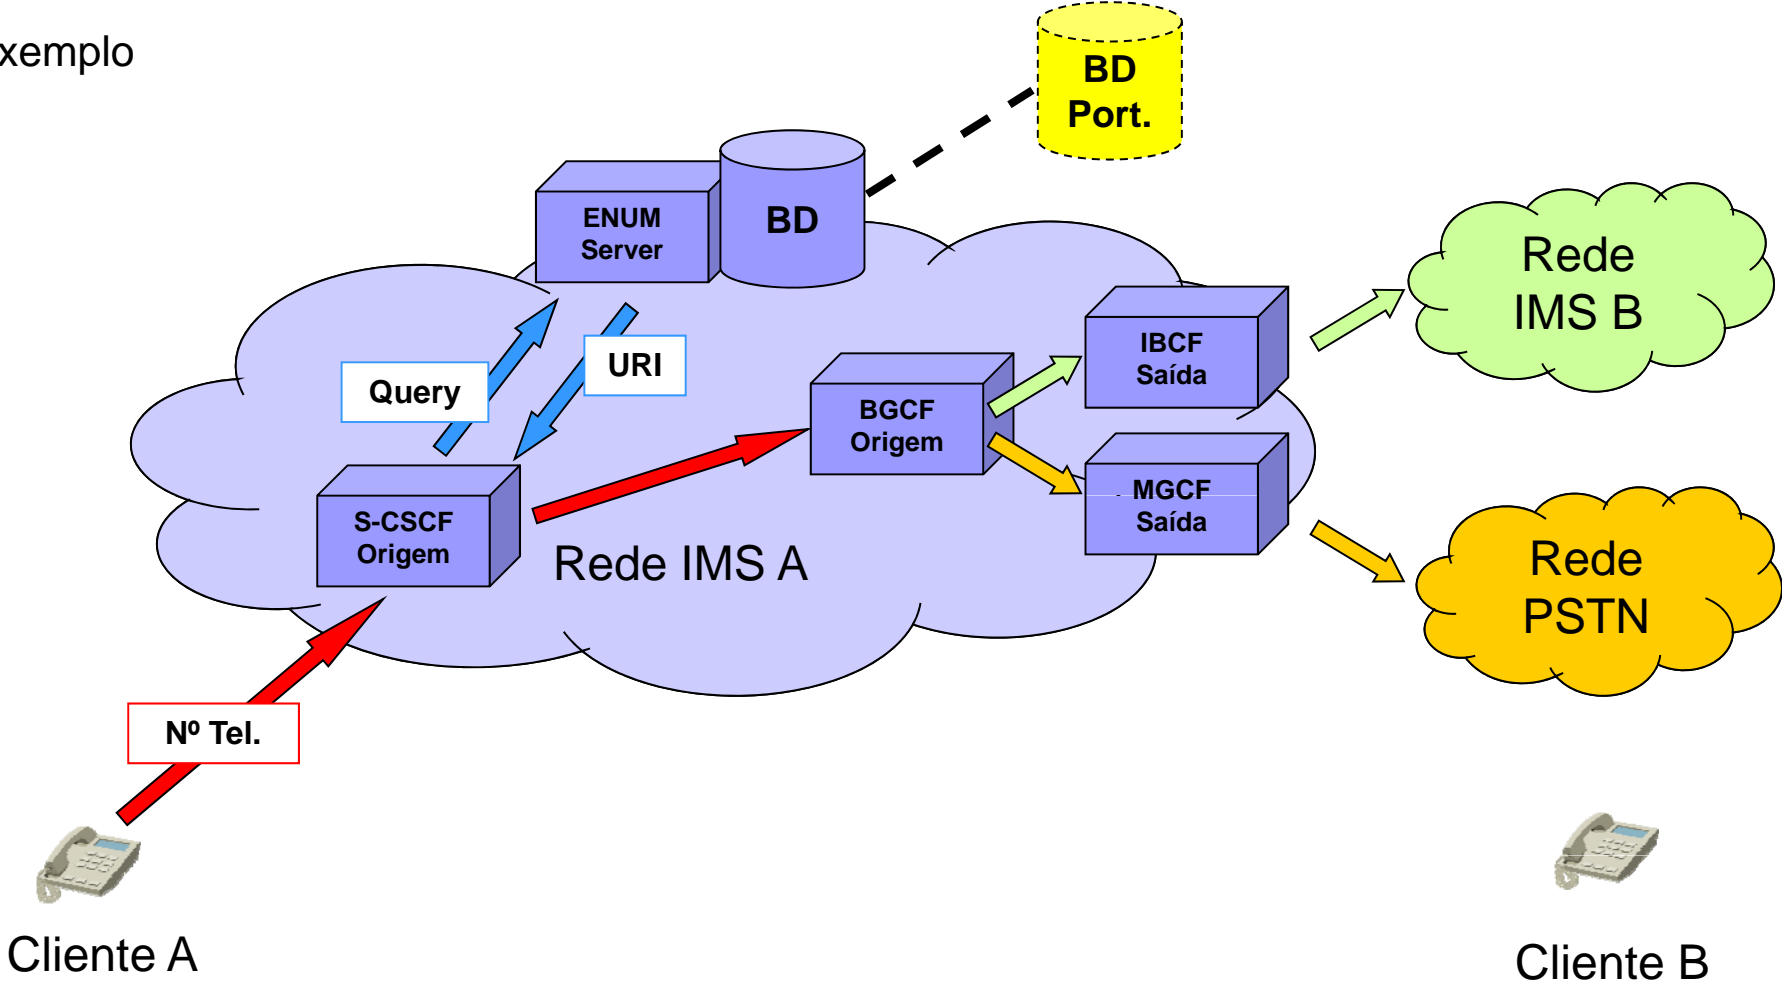 xemplo
BD
Port.
ENUM
Server
BD
Rede
IMS B
Query
URI
IBCF
Saída
BGCF
Origem
MGCF
Saída
S-CSCF
Origem
Rede IMS A
Rede
PSTN
Nº Tel.
Cliente A
Cliente B